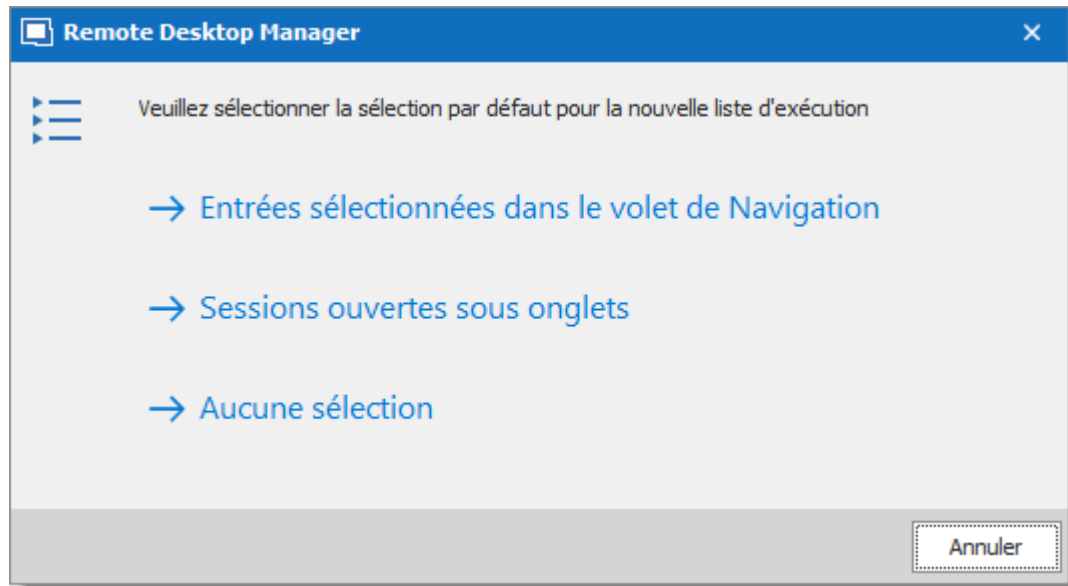 Remote Desktop Manager
Veuillez sélectionner la sélection par défaut pour la nouvelle liste d'exécution
Entrées sélectionnées dans le volet de Navigation
Sessions ouvertes sous onglets
Aucune sélection
Annuler